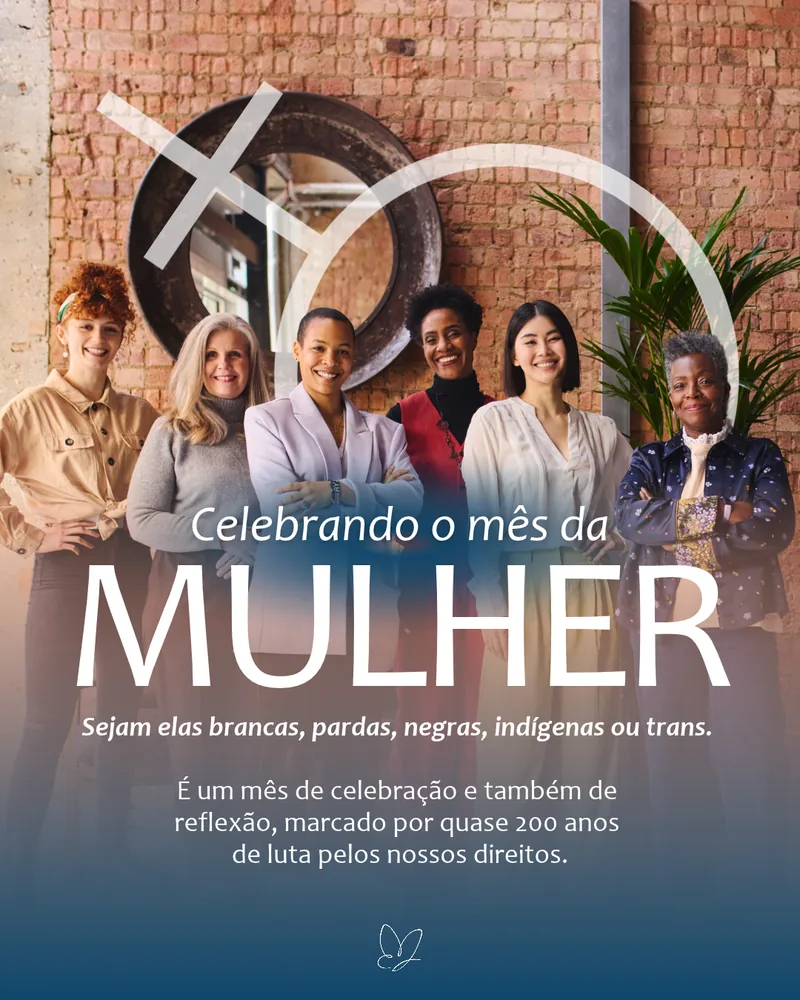 Celebrando o mês da
MULHER
Sejam elas brancas, pardas, negras, indígenas ou trans.
É um mês de celebração e também de
reflexão, marcado por quase 200 anos
de luta pelos nossos direitos.